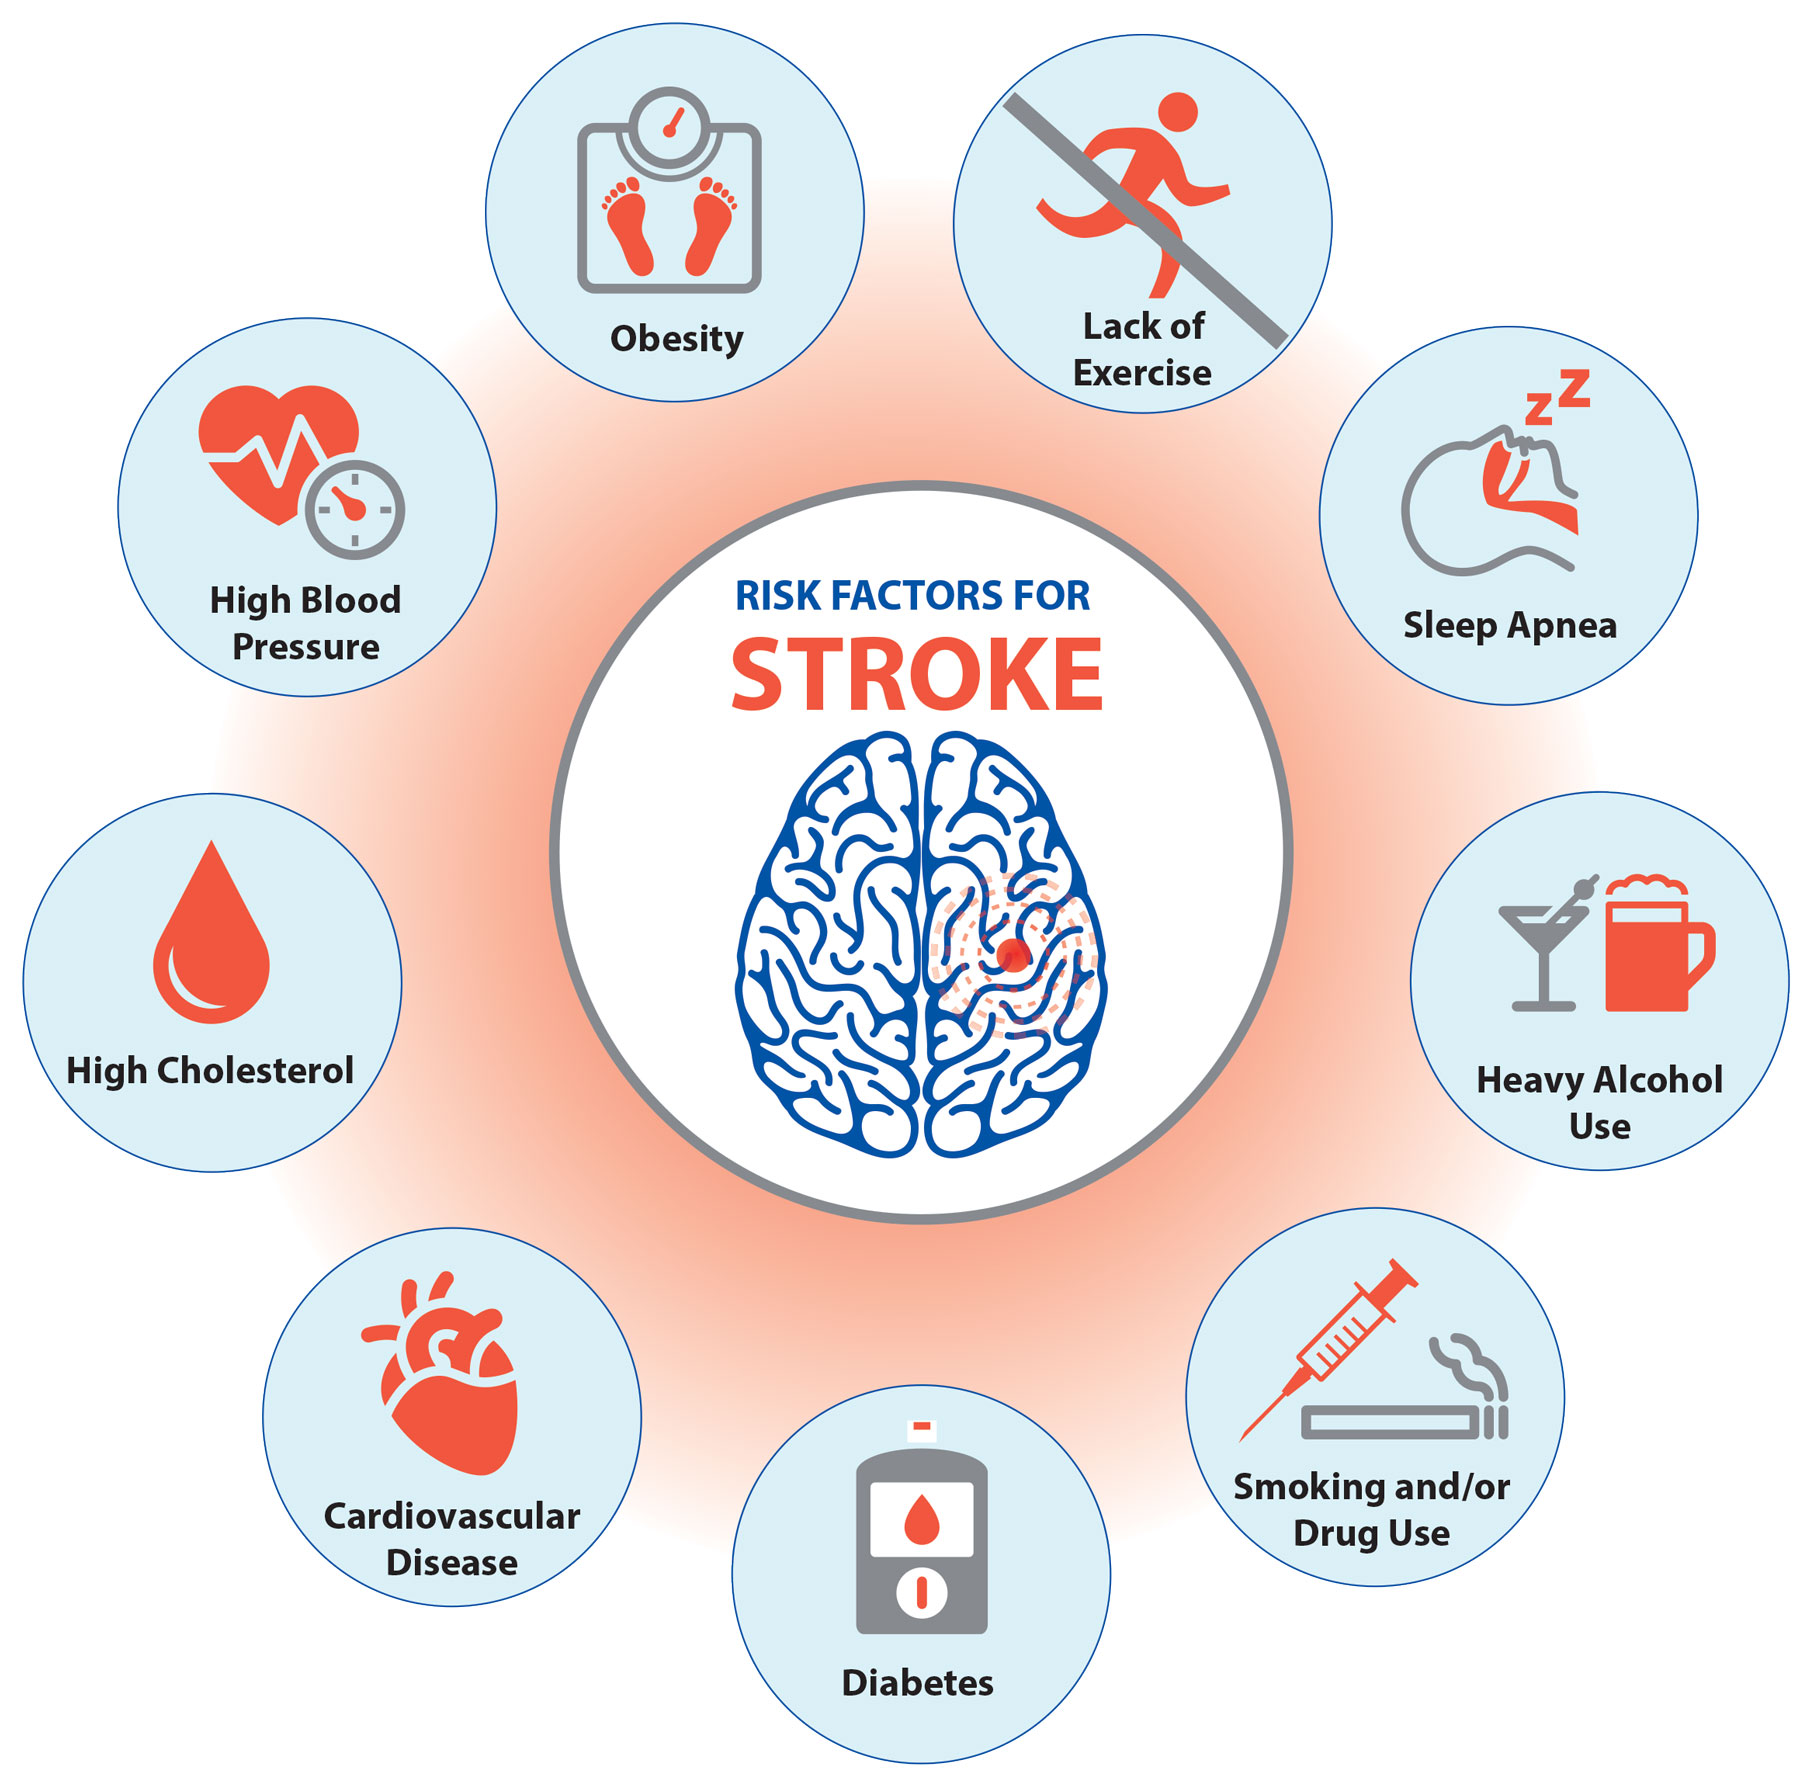 Obesity
Lack of
Exercise
z Z
Sleep Apnea
High Blood
Pressure
RISK FACTORS FOR
STROKE
High Cholesterol
Heavy Alcohol
Use
Cardiovascular
Disease
Smoking and/or
Drug Use
Diabetes